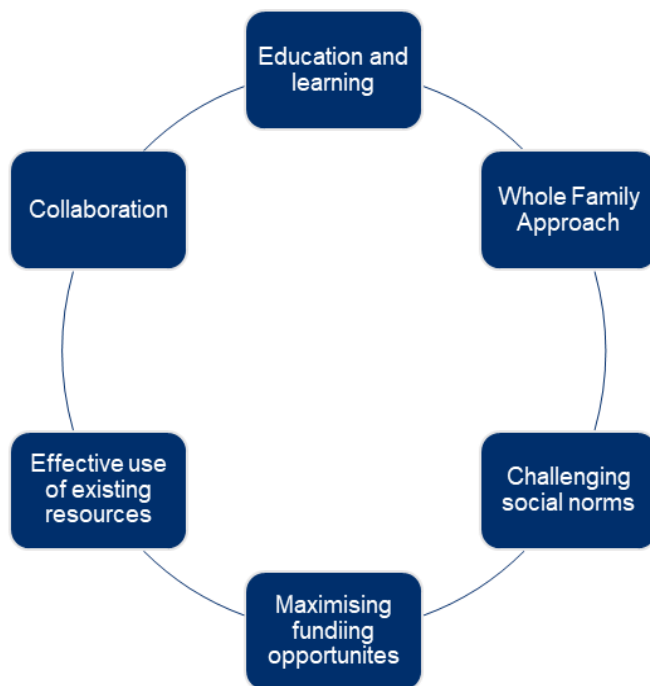 Education and
learning
Whole Family
Approach
Challenging
social norms
Maximising
fundiing
opportunites
Effective use
of existing
resources
Collaboration